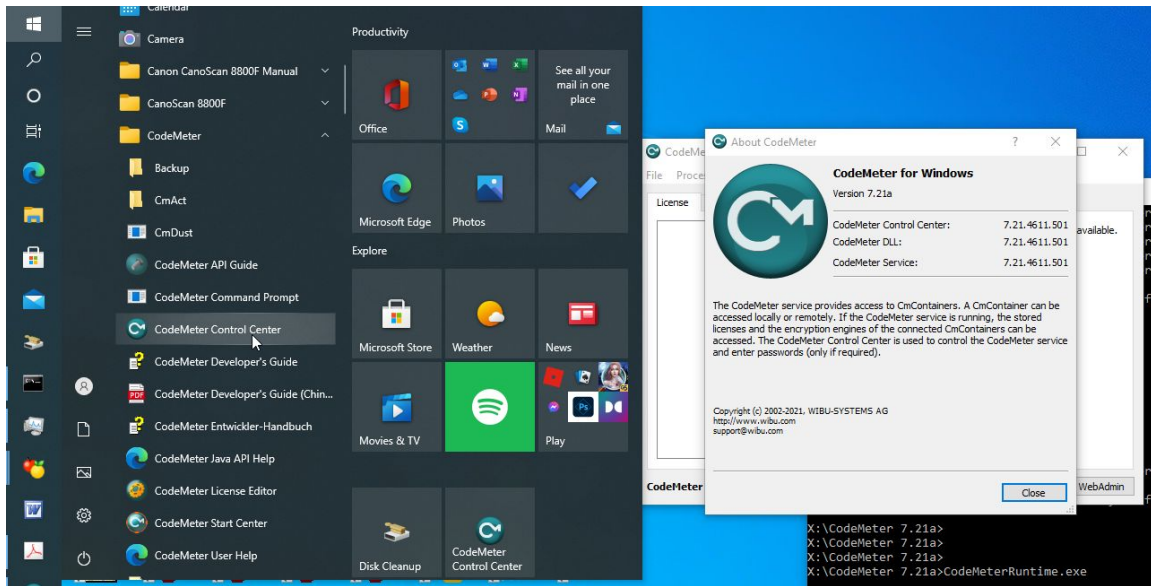 Calendar
Camera
Canon CanoScan 8800F Manual
CanoScan 8800F
CodeMeter
Backup
CmAct
CmDust
CodeMeter API Guide
CodeMeter Command Prompt
CodeMeter Control Center
CodeMeter Developer's Guide
CodeMeter Developer's Guide (Chin...
CodeMeter Entwickler-Handbuch
CodeMeter Java API Help
CodeMeter License Editor
CodeMeter Start Center
CodeMeter User Help
Productivity
Office
See all your
mail in one
place
Mail
Microsoft Edge
Photos
Explore
Microsoft Store
Weather
News
Movies & TV
Play
Disk Cleanup
CodeMeter
Control Center
CodeMe
File Proce
License
available.
CodeMeter
WebAdmin
About CodeMeter
CodeMeter for Windows
Version 7.21a
CodeMeter Control Center: 7.21.4611.501
CodeMeter DLL: 7.21.4611.501
CodeMeter Service: 7.21.4611.501
The CodeMeter service provides access to CmContainers. A CmContainer can be
accessed locally or remotely. If the CodeMeter service is running, the stored
licenses and the encryption engines of the connected CmContainers can be
accessed. The CodeMeter Control Center is used to control the CodeMeter service
and enter passwords (only if required).
Copyright (c) 2002-2021, WIBU-SYSTEMS AG
http://www.wibu.com
support@wibu.com
Close
X:\CodeMeter 7.21a>
X:\CodeMeter 7.21a>
X:\CodeMeter 7.21a>
X:\CodeMeter 7.21a>CodeMeterRuntime.exe